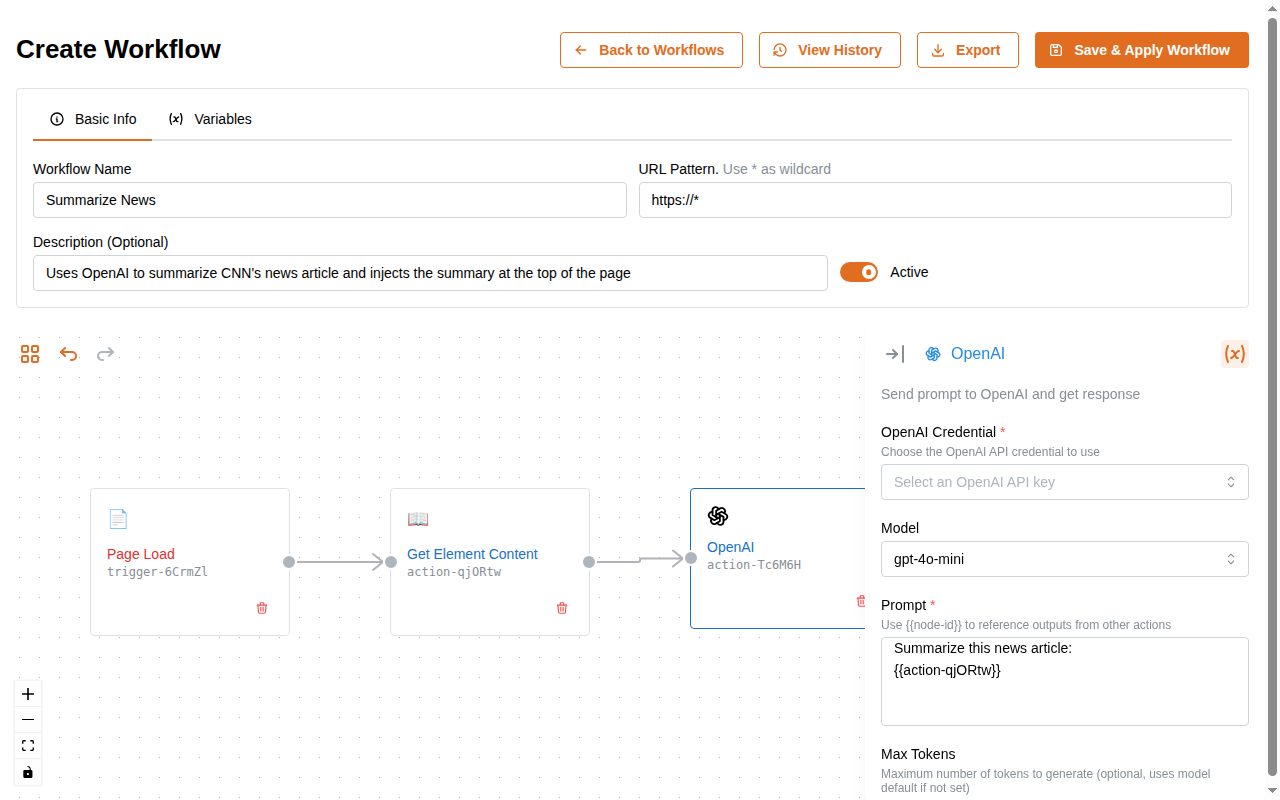 Create Workflow
Back to Workflows
View History
Export
Save & Apply Workflow
Basic Info
(x) Variables
Workflow Name
URL Pattern. Use * as wildcard
Summarize News
https://*
Description (Optional)
Uses OpenAI to summarize CNN's news article and injects the summary at the top of the page
Active
OpenAI
(x)
Send prompt to OpenAI and get response
OpenAI Credential *
Choose the OpenAI API credential to use
Select an OpenAI API key
Model
gpt-4o-mini
Prompt *
Use {{node-id}} to reference outputs from other actions
Summarize this news article:
{{action-qjORtw}}
Max Tokens
Maximum number of tokens to generate (optional, uses model
default if not set)
Page Load
trigger-6CrmZl
Get Element Content
action-qjORtw
OpenAI
action-Tc6M6H